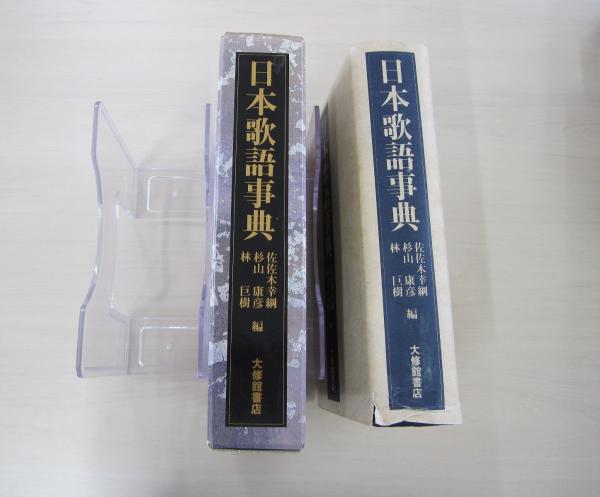 日本歌語事典
佐佐木幸綱
杉山 康彦
林 巨樹
編
大修館書店
日本歌語事典
佐佐木幸綱
杉山 康彦
林 巨樹
編
大修館書店